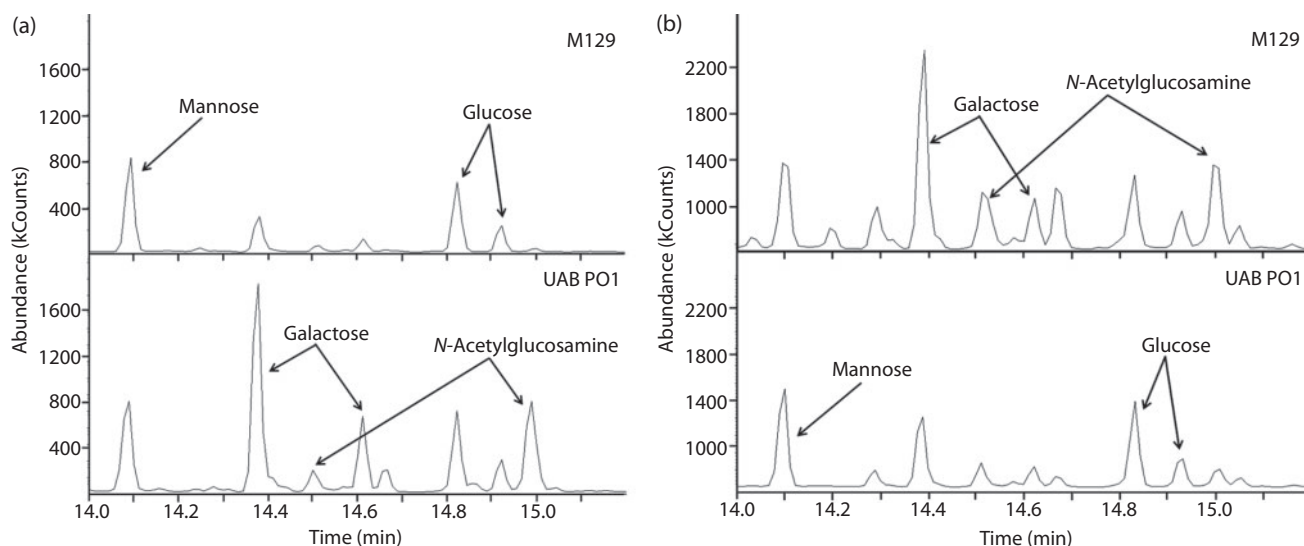 (a)
M129
1600
1200
800
400
Mannose
Glucose
Abundance (kCounts)
UAB PO1
1600
1200
800
400
Galactose
N-Acetylglucosamine
14.0 14.2 14.4 14.6 14.8 15.0
Time (min)
(b)
M129
2200
1800
1400
1000
N-Acetylglucosamine
Galactose
Abundance (kCounts)
UAB PO1
2200
1800
1400
1000
Mannose
Glucose
14.0 14.2 14.4 14.6 14.8 15.0
Time (min)